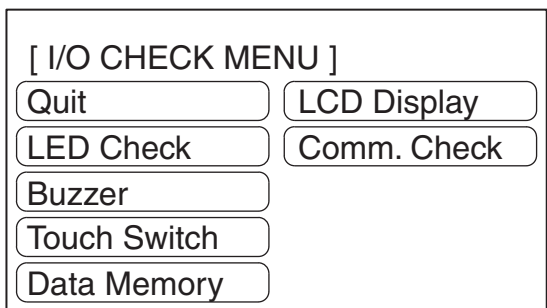 [ I/O CHECK MENU ]
Quit
LCD Display
LED Check
Comm. Check
Buzzer
Touch Switch
Data Memory